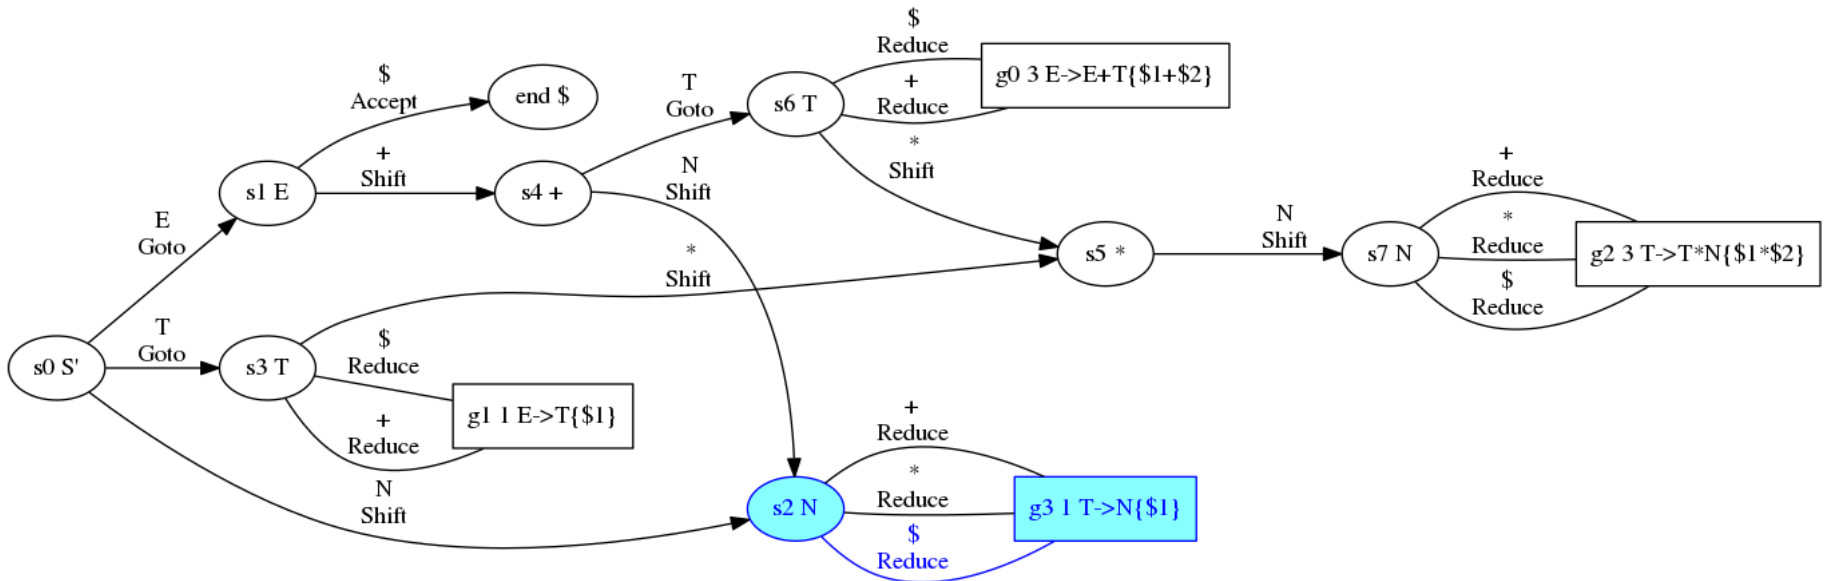 $
Reduce
g0 3 E->E+T{$1+$2}
+
Reduce
s6 T
T
Goto
$
Accept
end $
*
Shift
+
Shift
s1 E
s4 +
N
Shift
E
Goto
*
Shift
s5 *
N
Shift
s7 N
+
Reduce
*
Reduce
$
Reduce
g2 3 T->T*N{$1*$2}
s0 S'
T
Goto
s3 T
$
Reduce
+
Reduce
g1 1 E->T{$1}
N
Shift
s2 N
+
Reduce
*
Reduce
$
Reduce
g3 1 T->N{$1}